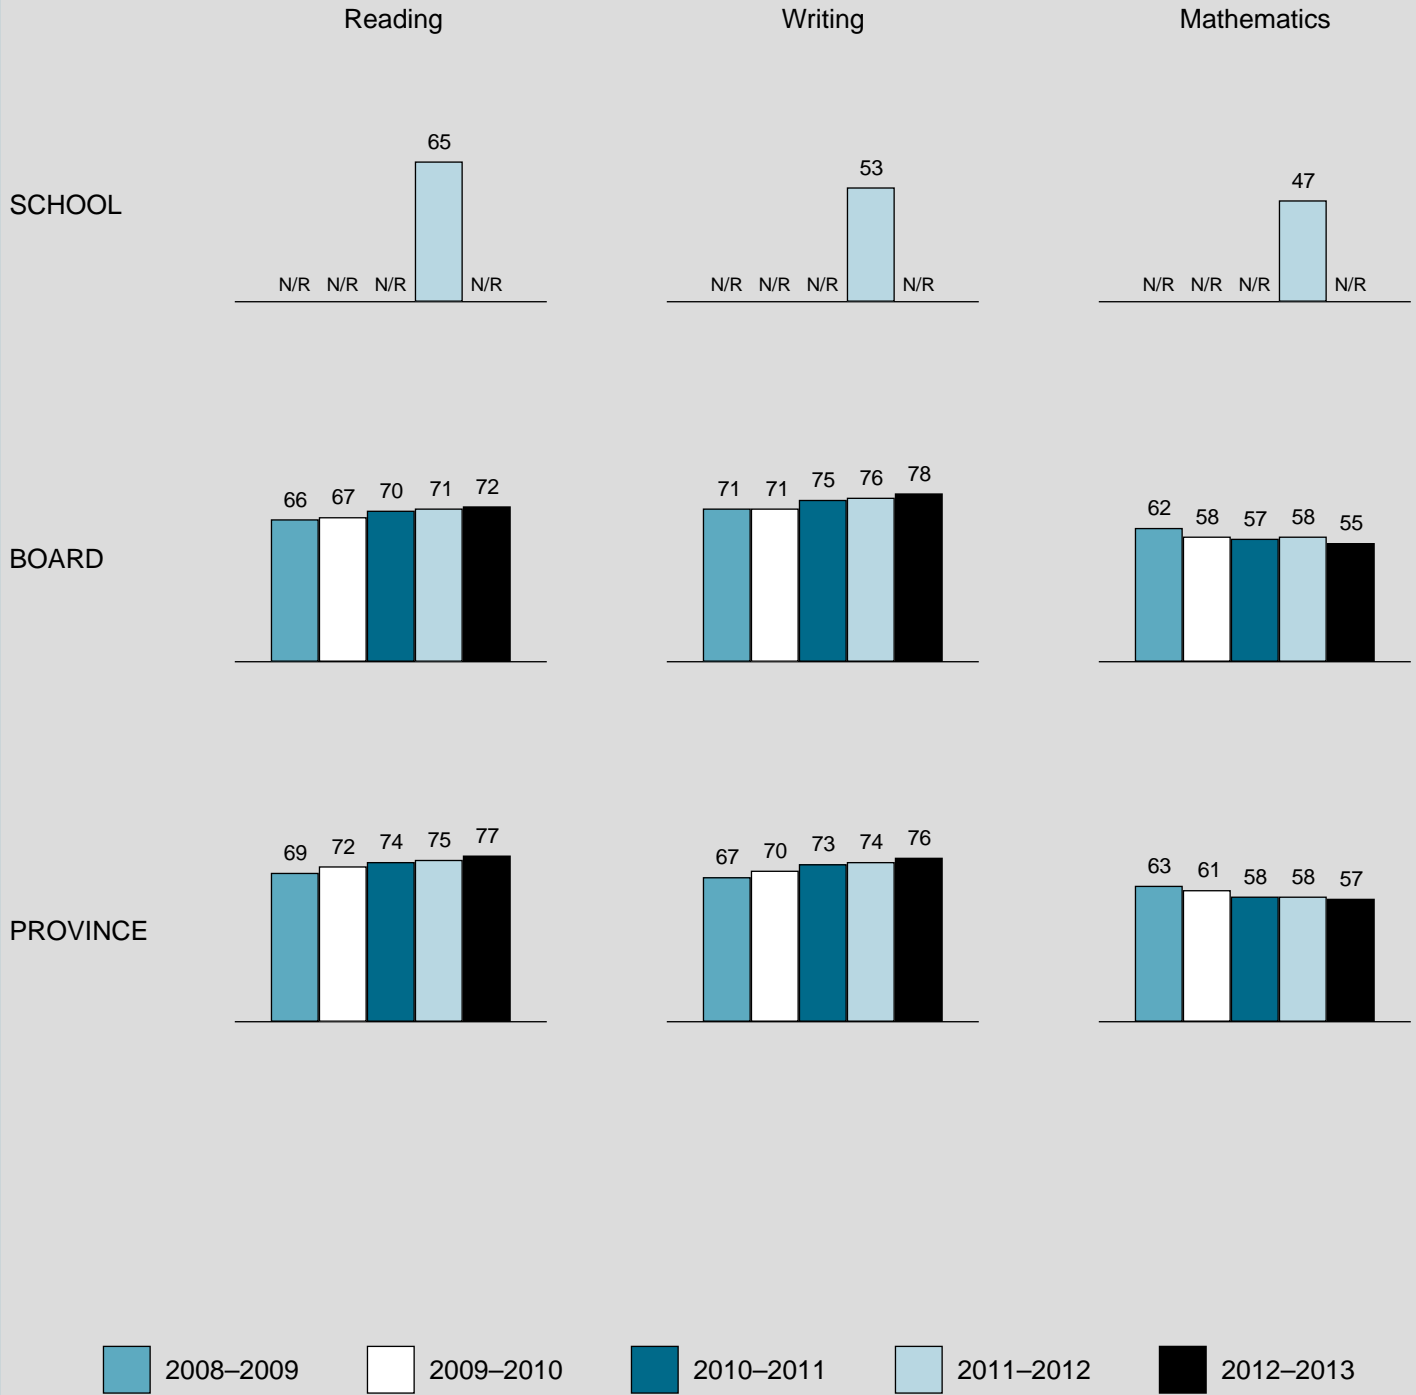 Reading Writing Mathematics
65 53 47
SCHOOL
N/R N/R N/R N/R N/R N/R N/R N/R N/R N/R N/R N/R
66 67 70 71 72 71 71 75 76 78 62 58 57 58 55
BOARD
69 72 74 75 77 67 70 73 74 76 63 61 58 58 57
PROVINCE
2008–2009 2009–2010 2010–2011 2011–2012 2012–2013